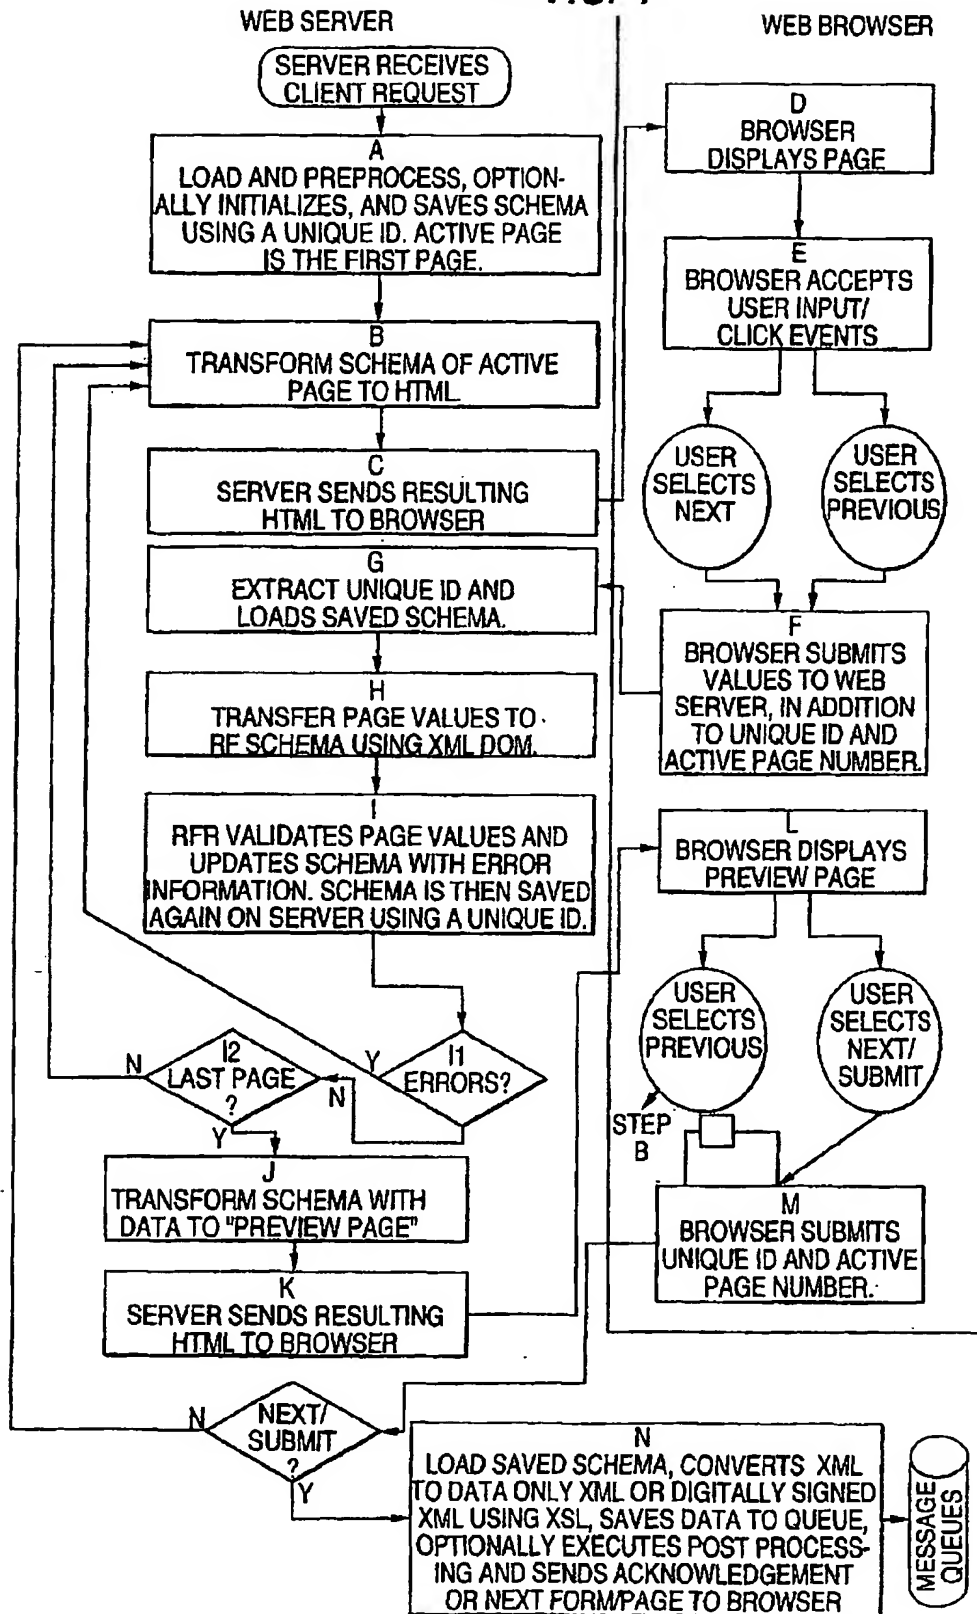 WEB SERVER
SERVER RECEIVES
CLIENT REQUEST
A
LOAD AND PREPROCESS, OPTION-
ALLY INITIALIZES, AND SAVES SCHEMA
USING A UNIQUE ID. ACTIVE PAGE
IS THE FIRST PAGE.
B
TRANSFORM SCHEMA OF ACTIVE
PAGE TO HTML.
C
SERVER SENDS RESULTING
HTML TO BROWSER
G
EXTRACT UNIQUE ID AND
LOADS SAVED SCHEMA.
H
TRANSFER PAGE VALUES TO
RF SCHEMA USING XML DOM.
I
RFR VALIDATES PAGE VALUES AND
UPDATES SCHEMA WITH ERROR
INFORMATION. SCHEMA IS THEN SAVED
AGAIN ON SERVER USING A UNIQUE ID.
I1
ERRORS?
Y
N
I2
LAST PAGE
?
N
Y
J
TRANSFORM SCHEMA WITH
DATA TO "PREVIEW PAGE"
K
SERVER SENDS RESULTING
HTML TO BROWSER
NEXT/
SUBMIT
?
N
Y
WEB BROWSER
D
BROWSER
DISPLAYS PAGE
E
BROWSER ACCEPTS
USER INPUT/
CLICK EVENTS
USER
SELECTS
NEXT
USER
SELECTS
PREVIOUS
F
BROWSER SUBMITS
VALUES TO WEB
SERVER, IN ADDITION
TO UNIQUE ID AND
ACTIVE PAGE NUMBER.
L
BROWSER DISPLAYS
PREVIEW PAGE
USER
SELECTS
PREVIOUS
USER
SELECTS
NEXT/
SUBMIT
STEP
B
M
BROWSER SUBMITS
UNIQUE ID AND ACTIVE
PAGE NUMBER.
N
LOAD SAVED SCHEMA, CONVERTS XML
TO DATA ONLY XML OR DIGITALLY SIGNED
XML USING XSL, SAVES DATA TO QUEUE,
OPTIONALLY EXECUTES POST PROCESS-
ING AND SENDS ACKNOWLEDGEMENT
OR NEXT FORM/PAGE TO BROWSER
MESSAGE
QUEUES